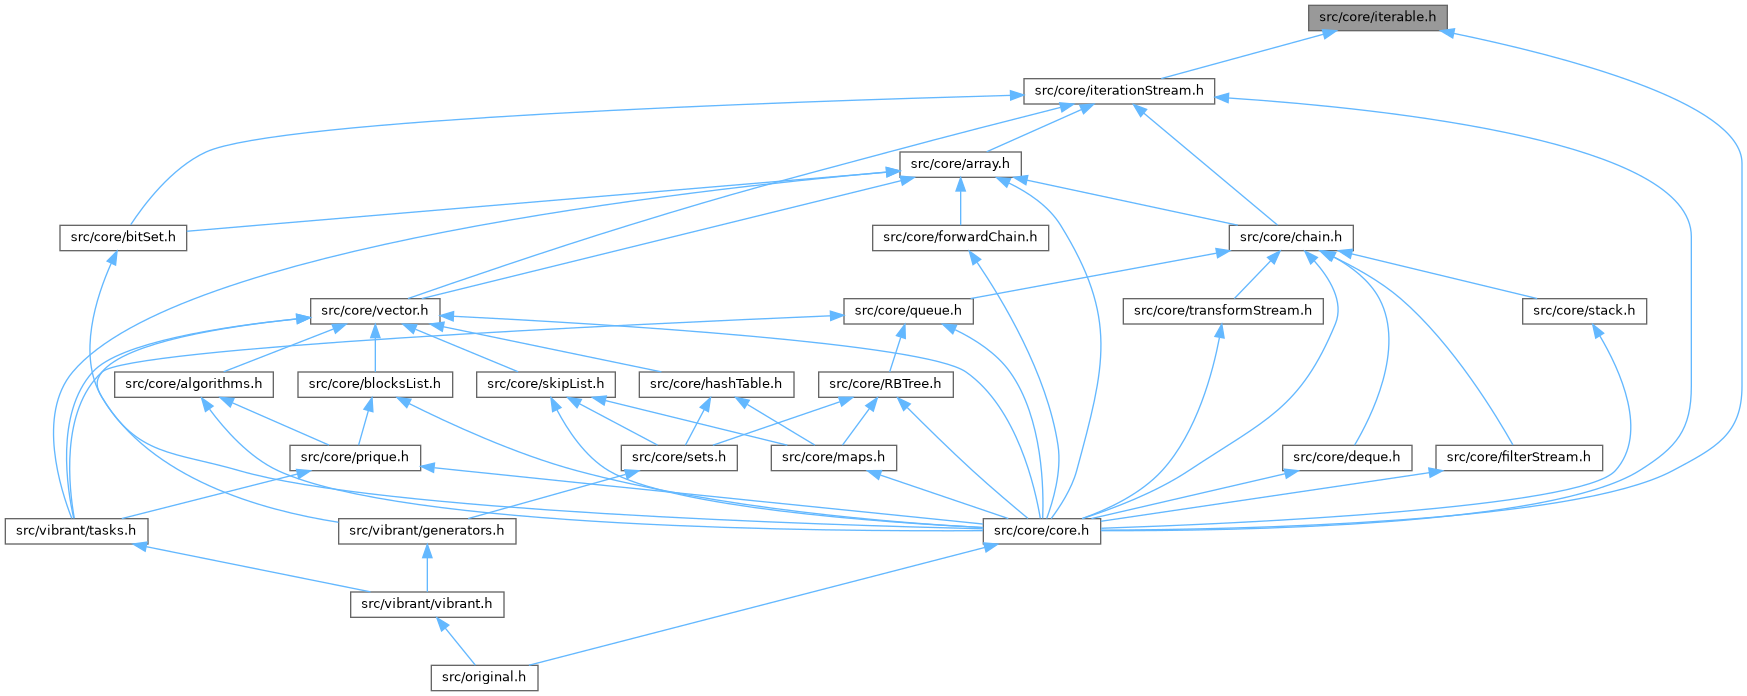 src/core/iterable.h
src/core/iterationStream.h
src/core/array.h
src/core/bitSet.h
src/core/forwardChain.h
src/core/chain.h
src/core/vector.h
src/core/queue.h
src/core/transformStream.h
src/core/stack.h
src/core/algorithms.h
src/core/blocksList.h
src/core/skipList.h
src/core/hashTable.h
src/core/RBTree.h
src/core/prique.h
src/core/sets.h
src/core/maps.h
src/core/deque.h
src/core/filterStream.h
src/vibrant/tasks.h
src/vibrant/generators.h
src/core/core.h
src/vibrant/vibrant.h
src/original.h